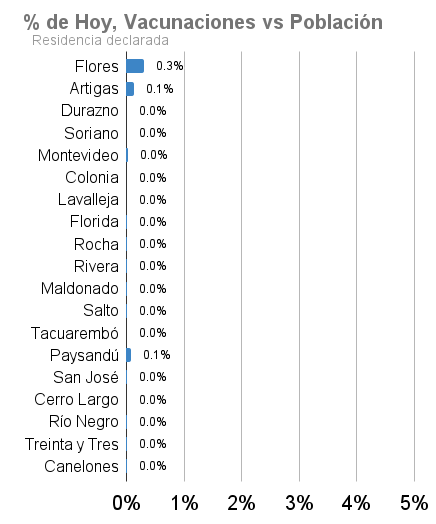 % de Hoy, Vacunaciones vs Población
Residencia declarada
Flores 0.3%
Artigas 0.1%
Durazno 0.0%
Soriano 0.0%
Montevideo 0.0%
Colonia 0.0%
Lavalleja 0.0%
Florida 0.0%
Rocha 0.0%
Rivera 0.0%
Maldonado 0.0%
Salto 0.0%
Tacuarembó 0.0%
Paysandú 0.1%
San José 0.0%
Cerro Largo 0.0%
Río Negro 0.0%
Treinta y Tres 0.0%
Canelones 0.0%
0% 1% 2% 3% 4% 5%